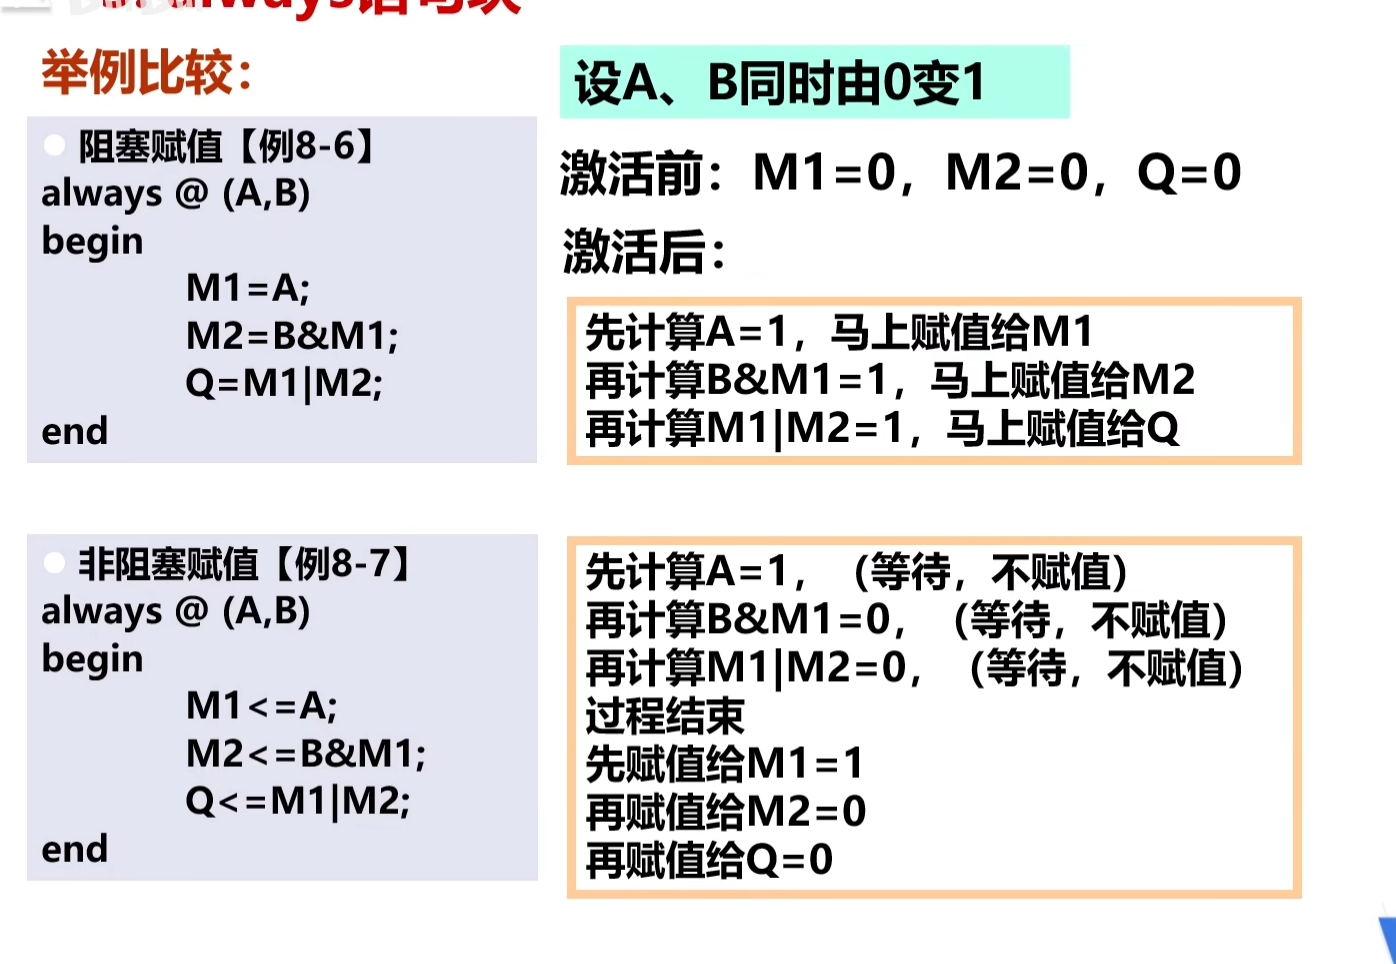 always语句块
举例比较：
设A、B同时由0变1
阻塞赋值【例8-6】
always @ (A,B)
begin
M1=A;
M2=B&M1;
Q=M1|M2;
end
激活前：M1=0，M2=0，Q=0
激活后：
先计算A=1，马上赋值给M1
再计算B&M1=1，马上赋值给M2
再计算M1|M2=1，马上赋值给Q
非阻塞赋值【例8-7】
always @ (A,B)
begin
M1<=A;
M2<=B&M1;
Q<=M1|M2;
end
先计算A=1，（等待，不赋值）
再计算B&M1=0，（等待，不赋值）
再计算M1|M2=0，（等待，不赋值）
过程结束
先赋值给M1=1
再赋值给M2=0
再赋值给Q=0